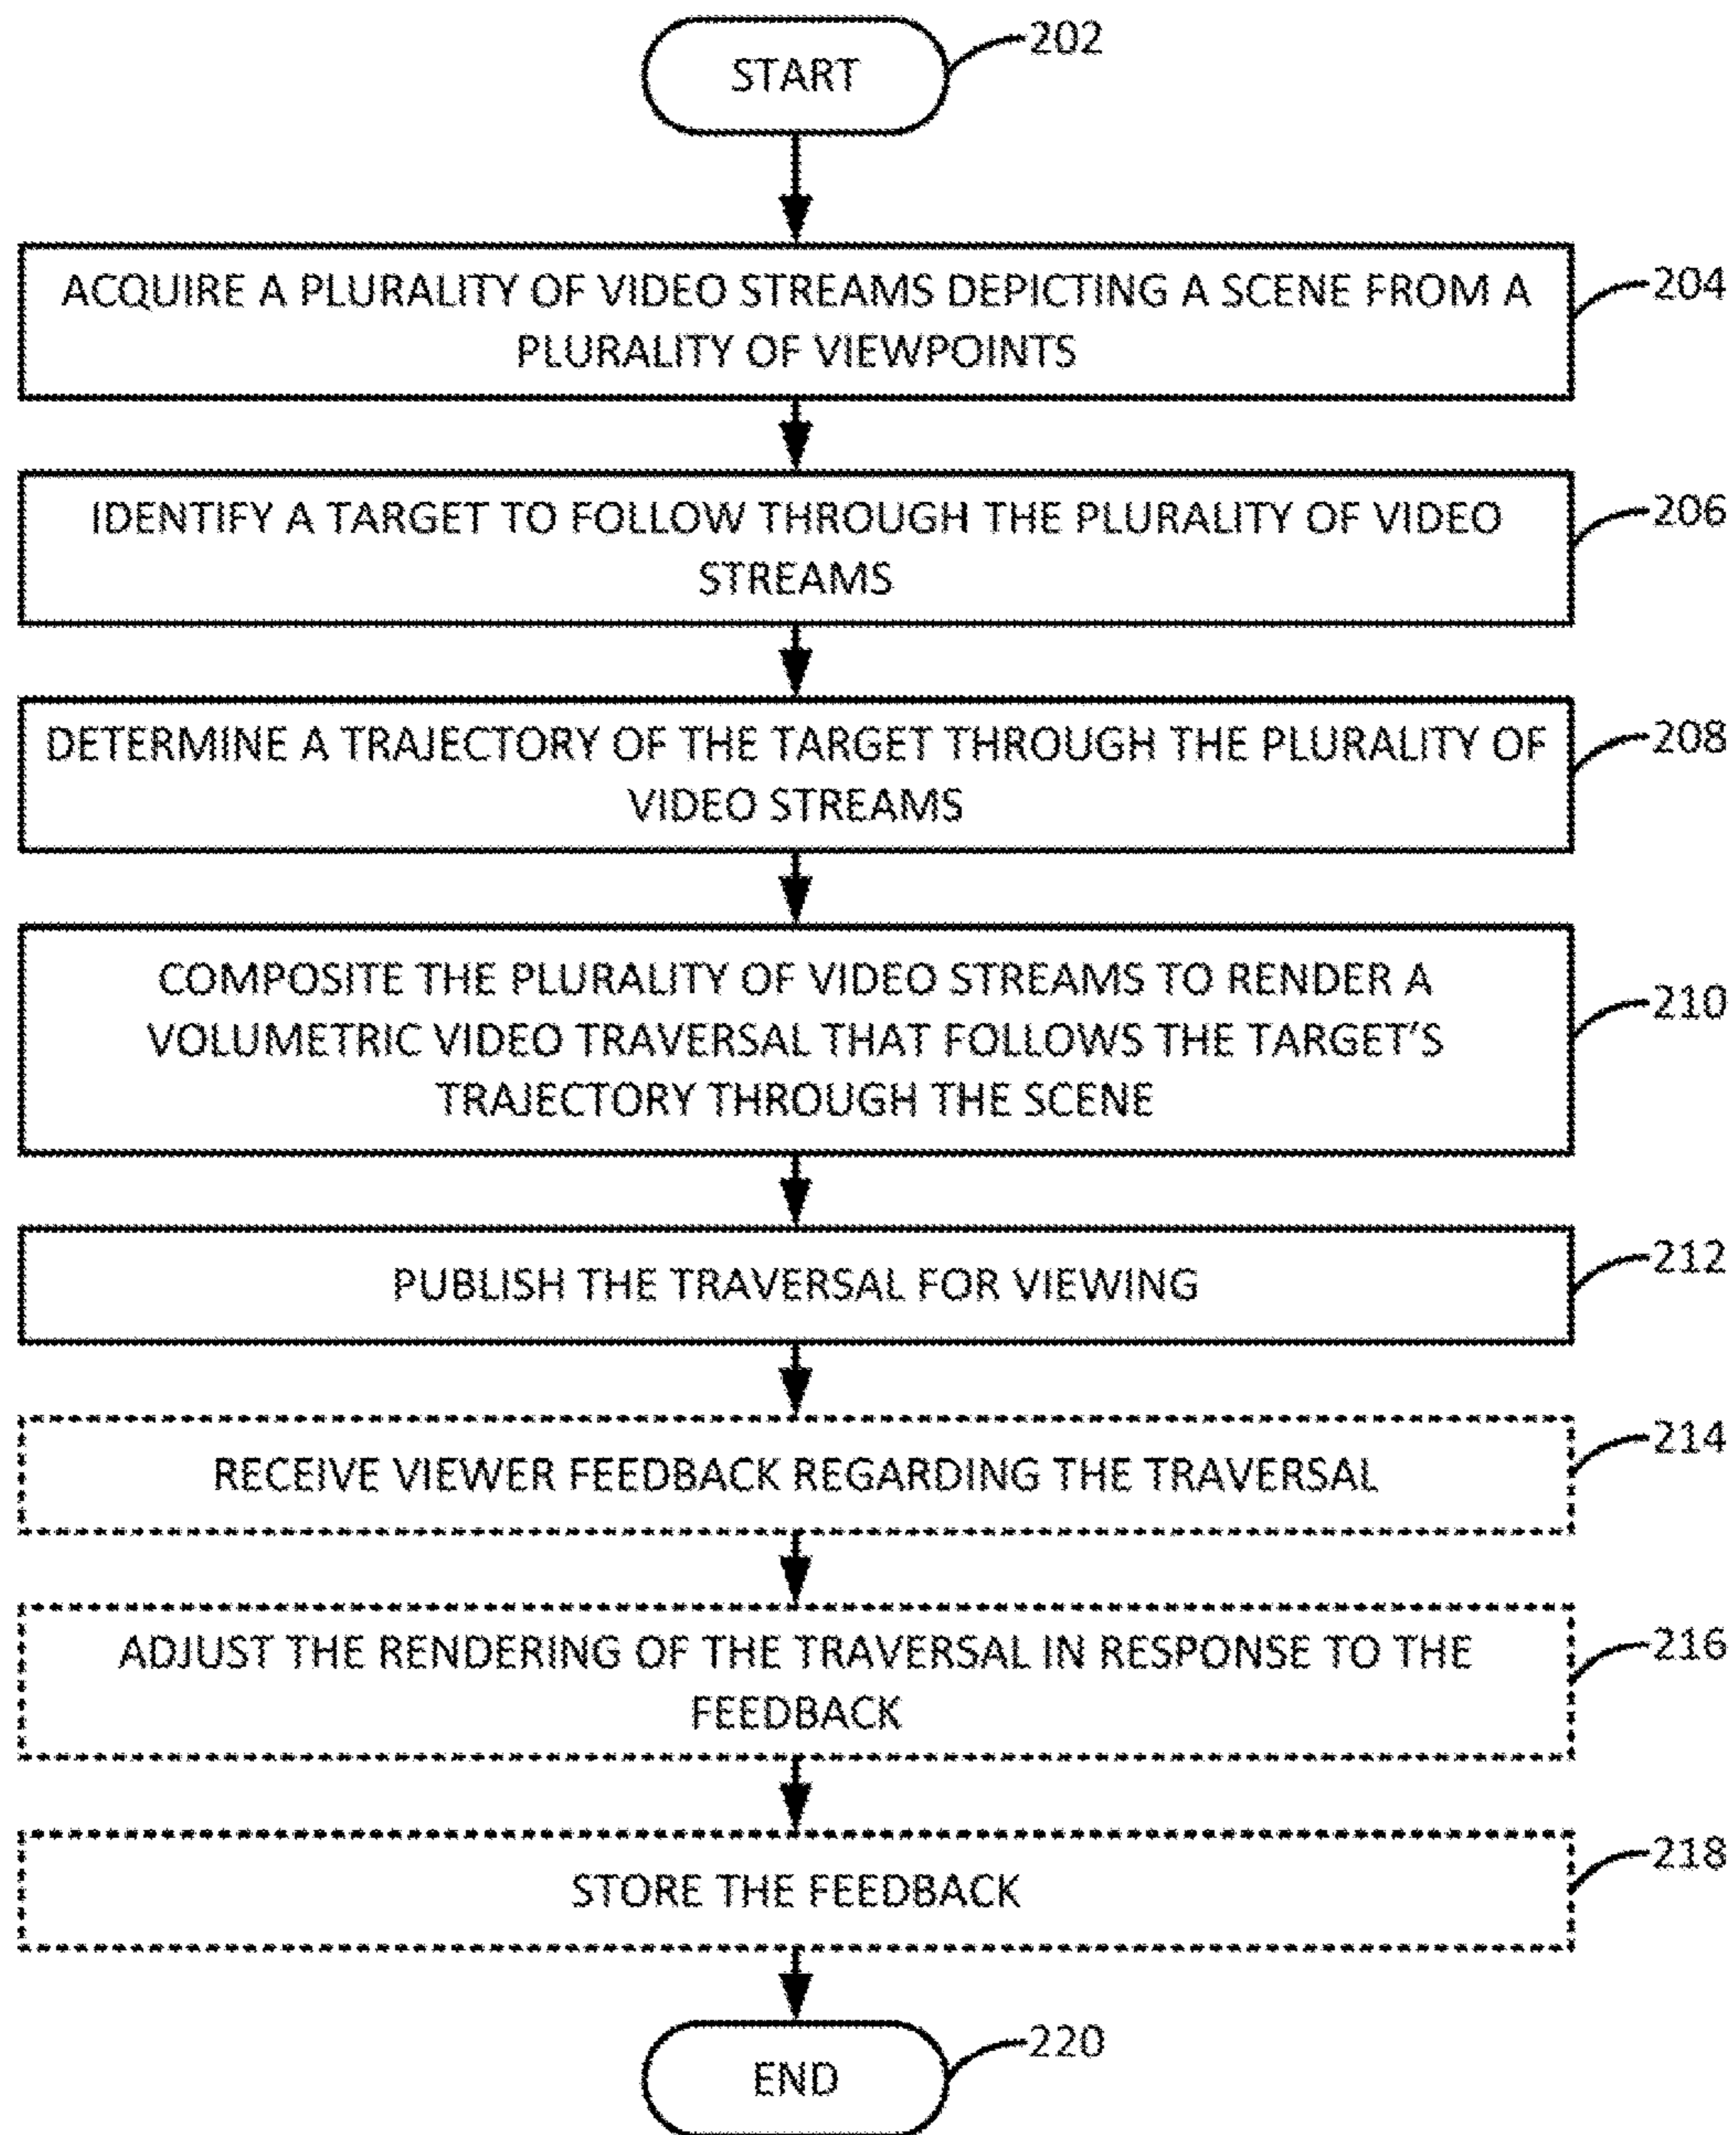 START
202
ACQUIRE A PLURALITY OF VIDEO STREAMS DEPICTING A SCENE FROM A
PLURALITY OF VIEWPOINTS
204
IDENTIFY A TARGET TO FOLLOW THROUGH THE PLURALITY OF VIDEO
STREAMS
206
DETERMINE A TRAJECTORY OF THE TARGET THROUGH THE PLURALITY OF
VIDEO STREAMS
208
COMPOSITE THE PLURALITY OF VIDEO STREAMS TO RENDER A
VOLUMETRIC VIDEO TRAVERSAL THAT FOLLOWS THE TARGET'S
TRAJECTORY THROUGH THE SCENE
210
PUBLISH THE TRAVERSAL FOR VIEWING
212
RECEIVE VIEWER FEEDBACK REGARDING THE TRAVERSAL
214
ADJUST THE RENDERING OF THE TRAVERSAL IN RESPONSE TO THE
FEEDBACK
216
STORE THE FEEDBACK
218
END
220